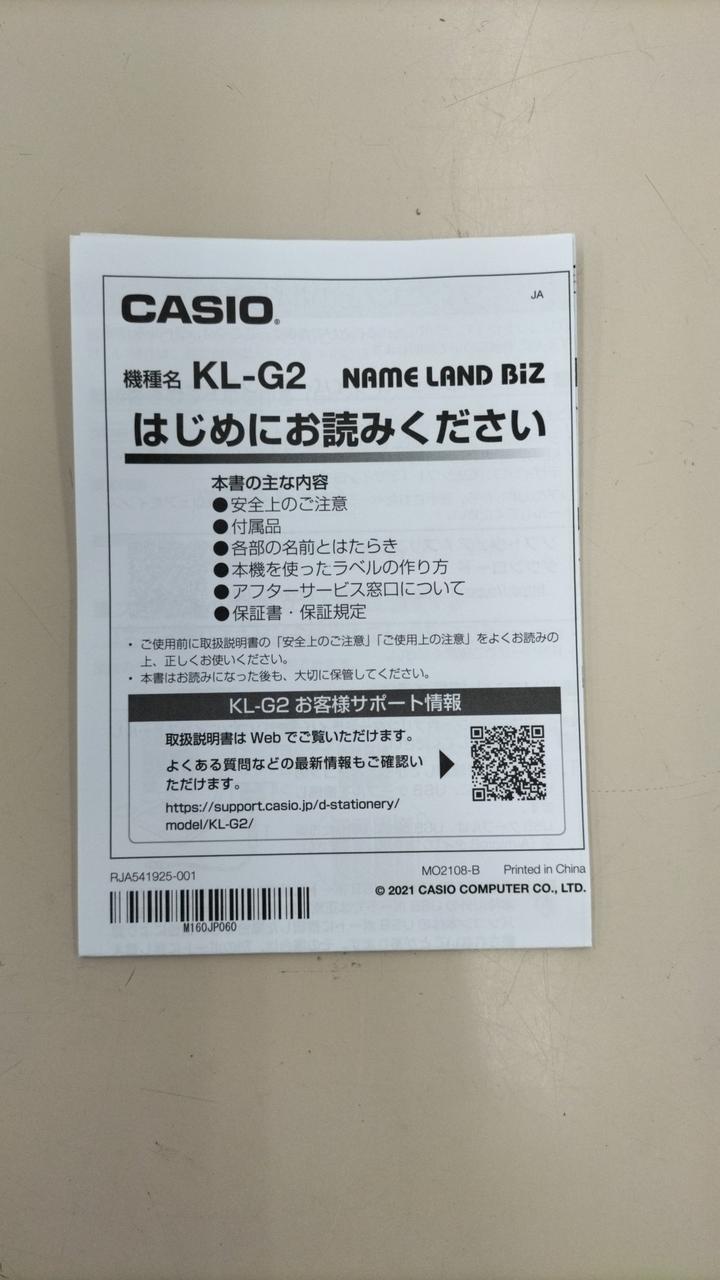 CASIO®
JA
機種名 KL-G2 NAME LAND BiZ
はじめにお読みください
本書の主な内容
●安全上のご注意
●付属品
●各部の名前とはたらき
●本機を使ったラベルの作り方
●アフターサービス窓口について
●保証書・保証規定
・ご使用前に取扱説明書の「安全上のご注意」「ご使用上の注意」をよくお読みの
上、正しくお使いください。
・本書はお読みになった後も、大切に保管してください。
KL-G2 お客様サポート情報
取扱説明書は Web でご覧いただけます。
よくある質問などの最新情報もご確認い
ただけます。
https://support.casio.jp/d-stationery/
model/KL-G2/
RJA541925-001
MO2108-B Printed in China
© 2021 CASIO COMPUTER CO., LTD.
M160JP060